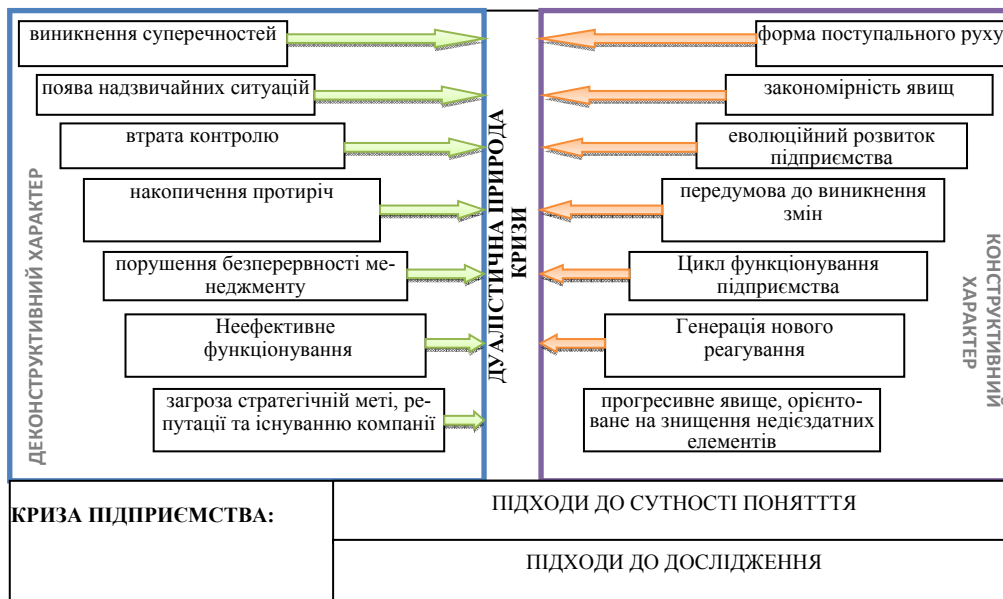 ДЕКОНСТРУКТИВНИЙ ХАРАКТЕР
виникнення суперечностей
поява надзвичайних ситуацій
втрата контролю
накопичення протиріч
порушення безперервності ме-
неджменту
Неефективне
функціонування
загроза стратегічній меті, ре-
путації та існуванню компанії
ДУАЛІСТИЧНА ПРИРОДА
КРИЗИ
форма поступального руху
закономірність явищ
еволюційний розвиток
підприємства
передумова до виникнення
змін
Цикл функціонування
підприємства
Генерація нового
реагування
прогресивне явище, орієнто-
ване на знищення недієздатних
елементів
КОНСТРУКТИВНИЙ
ХАРАКТЕР
КРИЗА ПІДПРИЄМСТВА:
ПІДХОДИ ДО СУТНОСТІ ПОНЯТТТЯ
ПІДХОДИ ДО ДОСЛІДЖЕННЯ